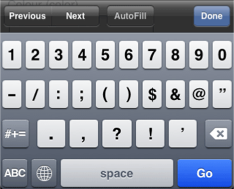 Previous Next AutoFill Done
1 2 3 4 5 6 7 8 9 0
- / : ; ( ) $ & @ "
#+= . , ? ! '
ABC space Go